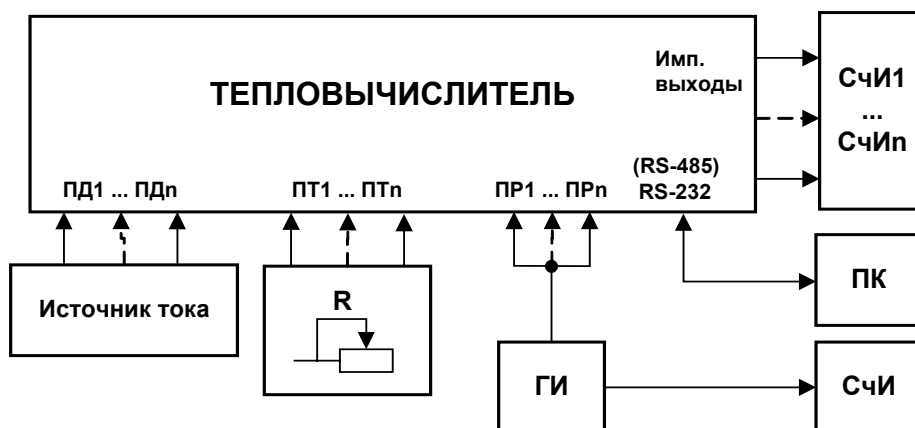 Имп.
выходы
ТЕПЛОВЫЧИСЛИТЕЛЬ
СчИ1
...
СчИn
(RS-485)
RS-232
ПД1 ... ПДn
ПТ1 ... ПТn
ПР1 ... ПРn
Источник тока
R
ПК
ГИ
СчИ